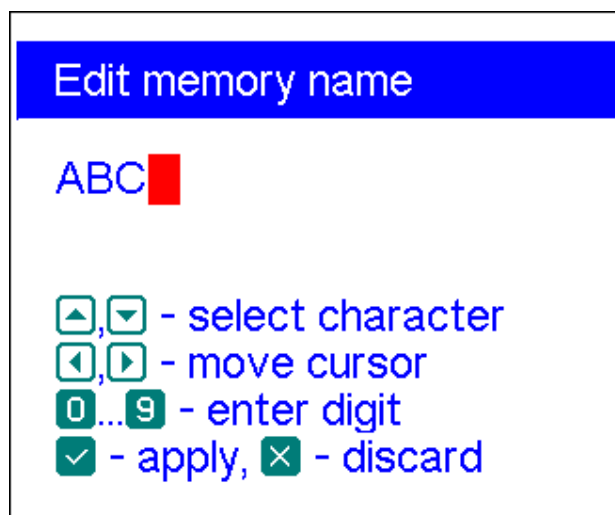 Edit memory name
ABC
▲,▼ - select character
◀,▶ - move cursor
0...9 - enter digit
✓ - apply, ✕ - discard